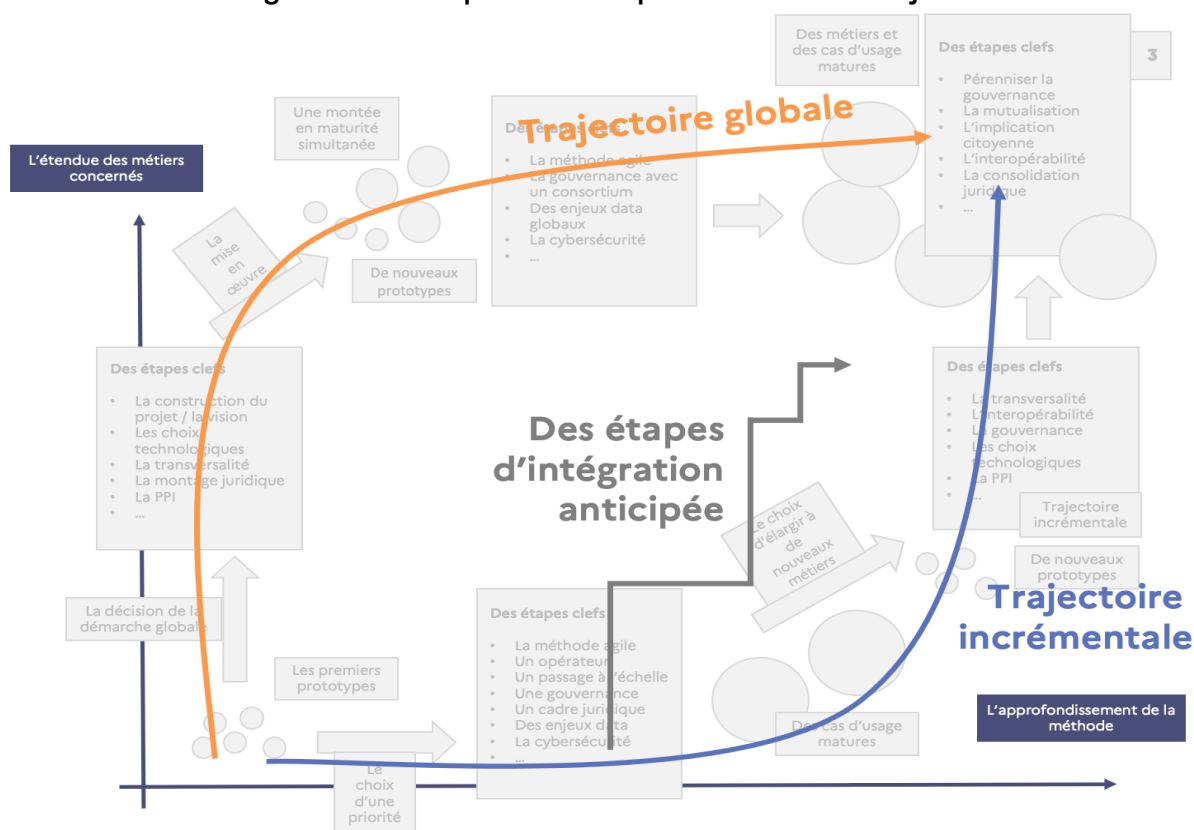 Des métiers et
des cas d'usage
matures
Des étapes clefs
• Pérenniser la
gouvernance
• La mutualisation
• L'implication
citoyenne
• L'interopérabilité
• La consolidation
juridique
• ...
3
Une montée
en maturité
simultanée
Trajectoire globale
Des étapes clefs
• La méthode agile
• La gouvernance avec
un consortium
• Des enjeux data
globaux
• La cybersécurité
• ...
L'étendue des métiers
concernés
La
mise
en
œuvre
De nouveaux
prototypes
Des étapes clefs
• La construction du
projet / la vision
• Les choix
technologiques
• La transversalité
• La montage juridique
• La PPI
• ...
Des étapes
d'intégration
anticipée
Des étapes clefs
• La transversalité
• L'interopérabilité
• La gouvernance
• Les choix
technologiques
• La PPI
• ...
Trajectoire
incrémentale
Le choix
d'élargir à
de
nouveaux
métiers
De nouveaux
prototypes
Trajectoire
incrémentale
La décision de la
démarche globale
Les premiers
prototypes
Des étapes clefs
• La méthode agile
• Un opérateur
• Un passage à l'échelle
• Une gouvernance
• Un cadre juridique
• Des enjeux data
• La cybersécurité
• ...
Des cas d'usage
matures
L'approfondissement de la
méthode
Le
choix
d'une
priorité